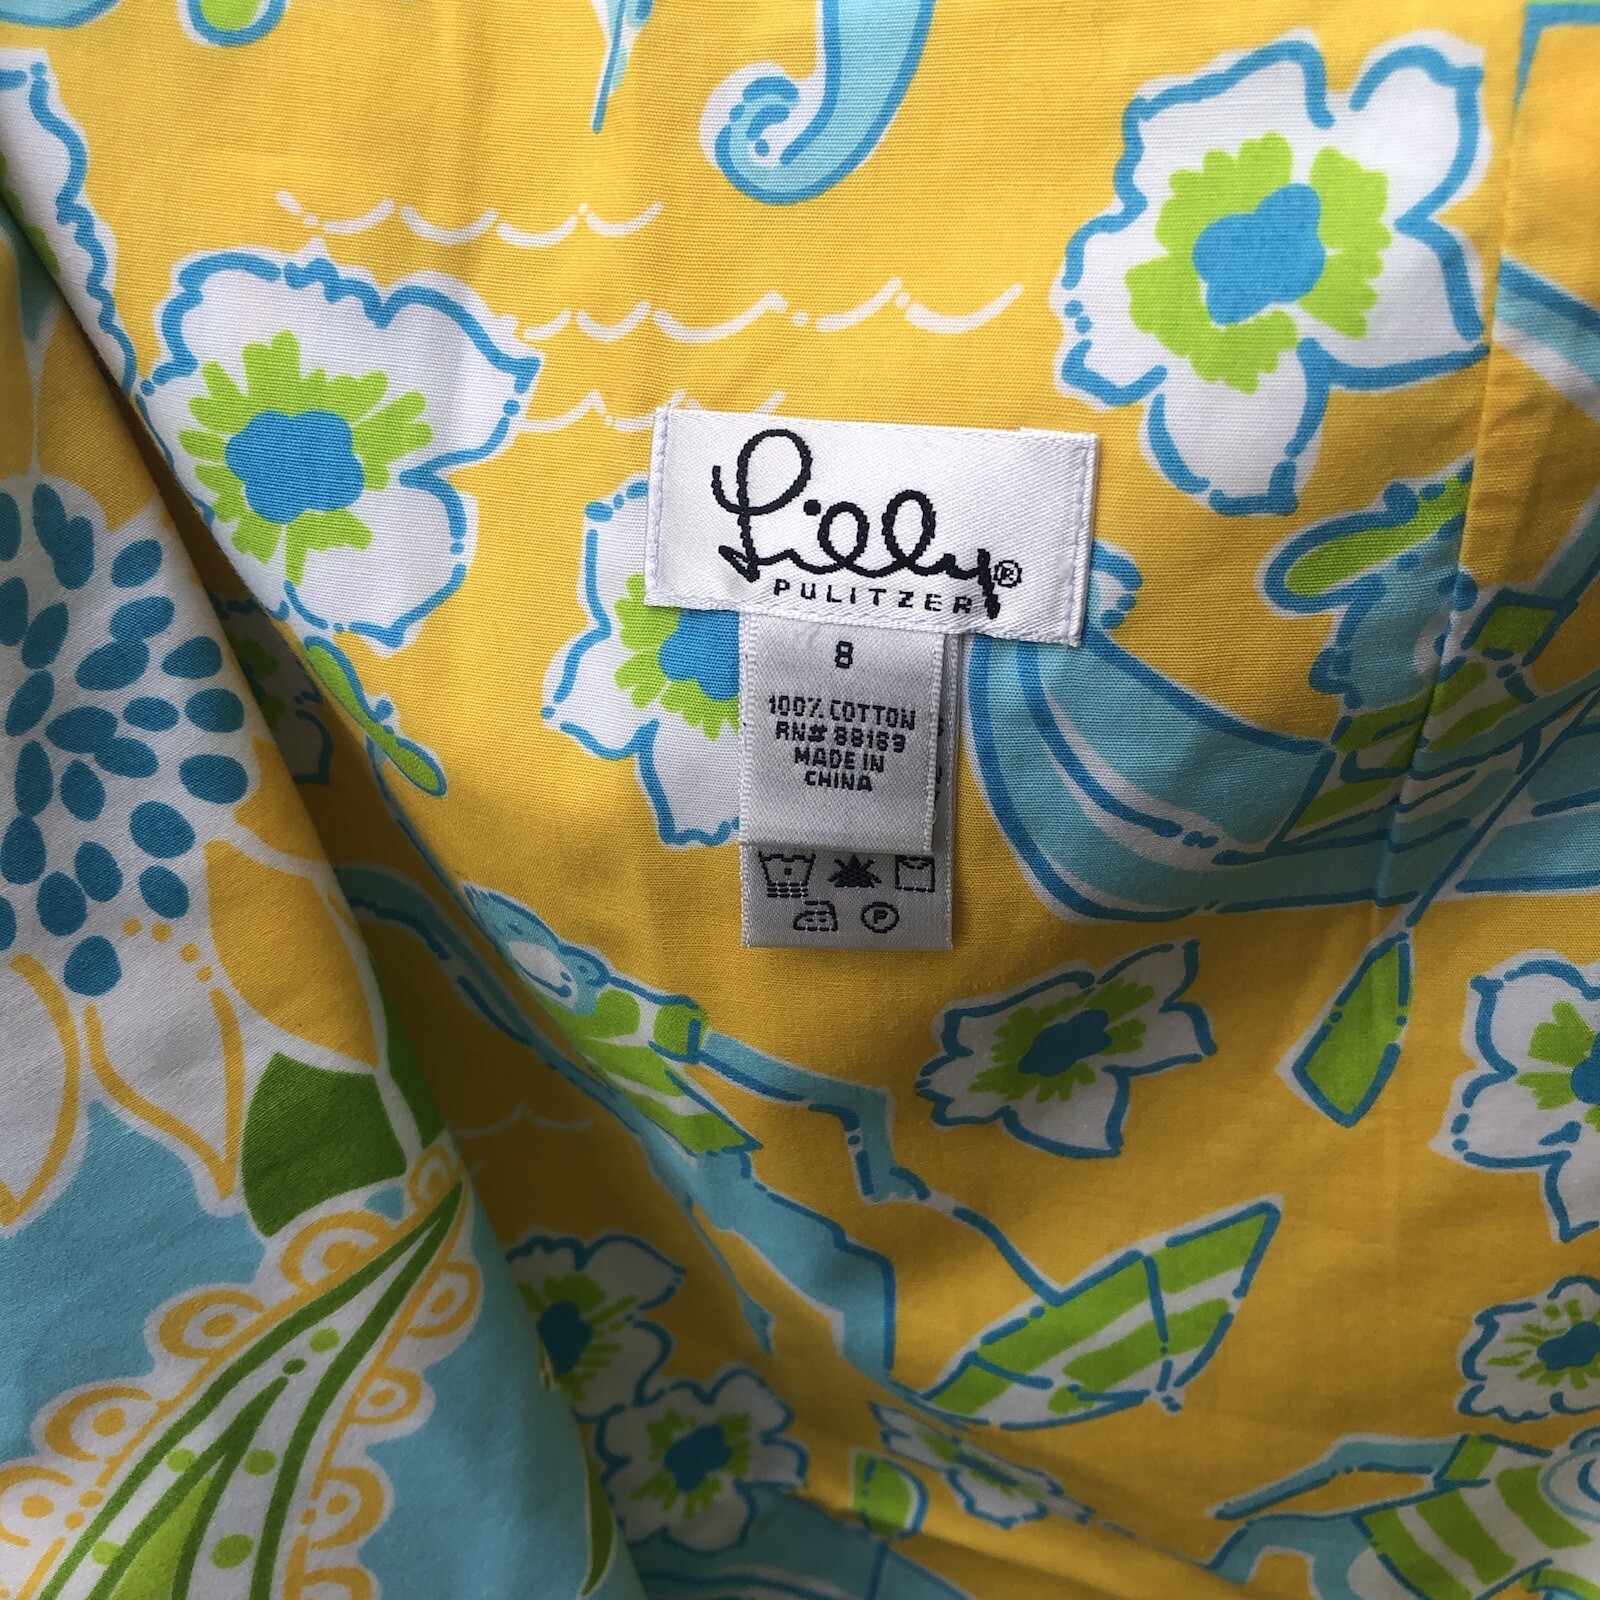 Lilly®
PULITZER
8
100% COTTON
RN# 88169
MADE IN
CHINA
P